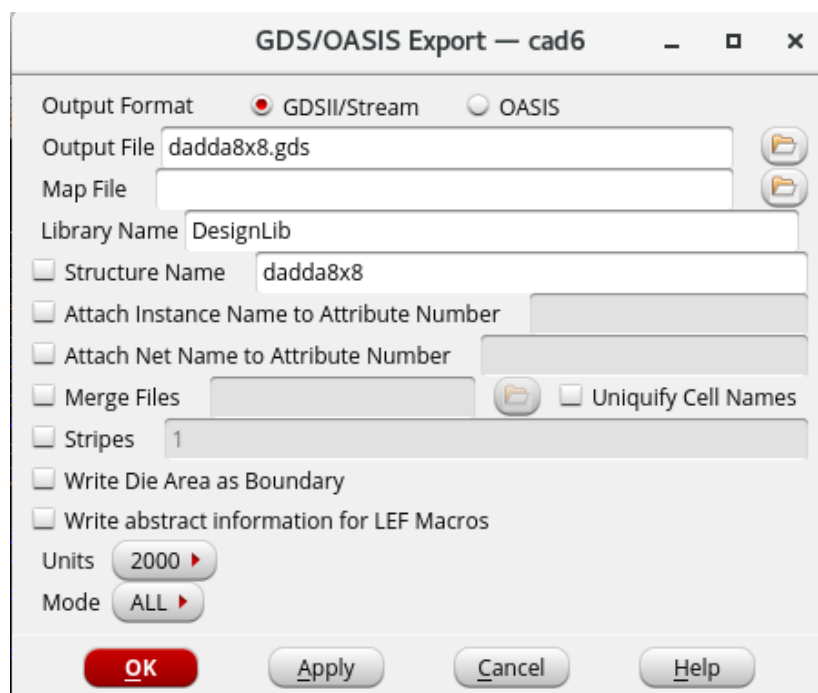 GDS/OASIS Export — cad6
Output Format GDSII/Stream OASIS
Output File dadda8x8.gds
Map File
Library Name DesignLib
Structure Name dadda8x8
Attach Instance Name to Attribute Number
Attach Net Name to Attribute Number
Merge Files Uniquify Cell Names
Stripes 1
Write Die Area as Boundary
Write abstract information for LEF Macros
Units 2000
Mode ALL
OK Apply Cancel Help